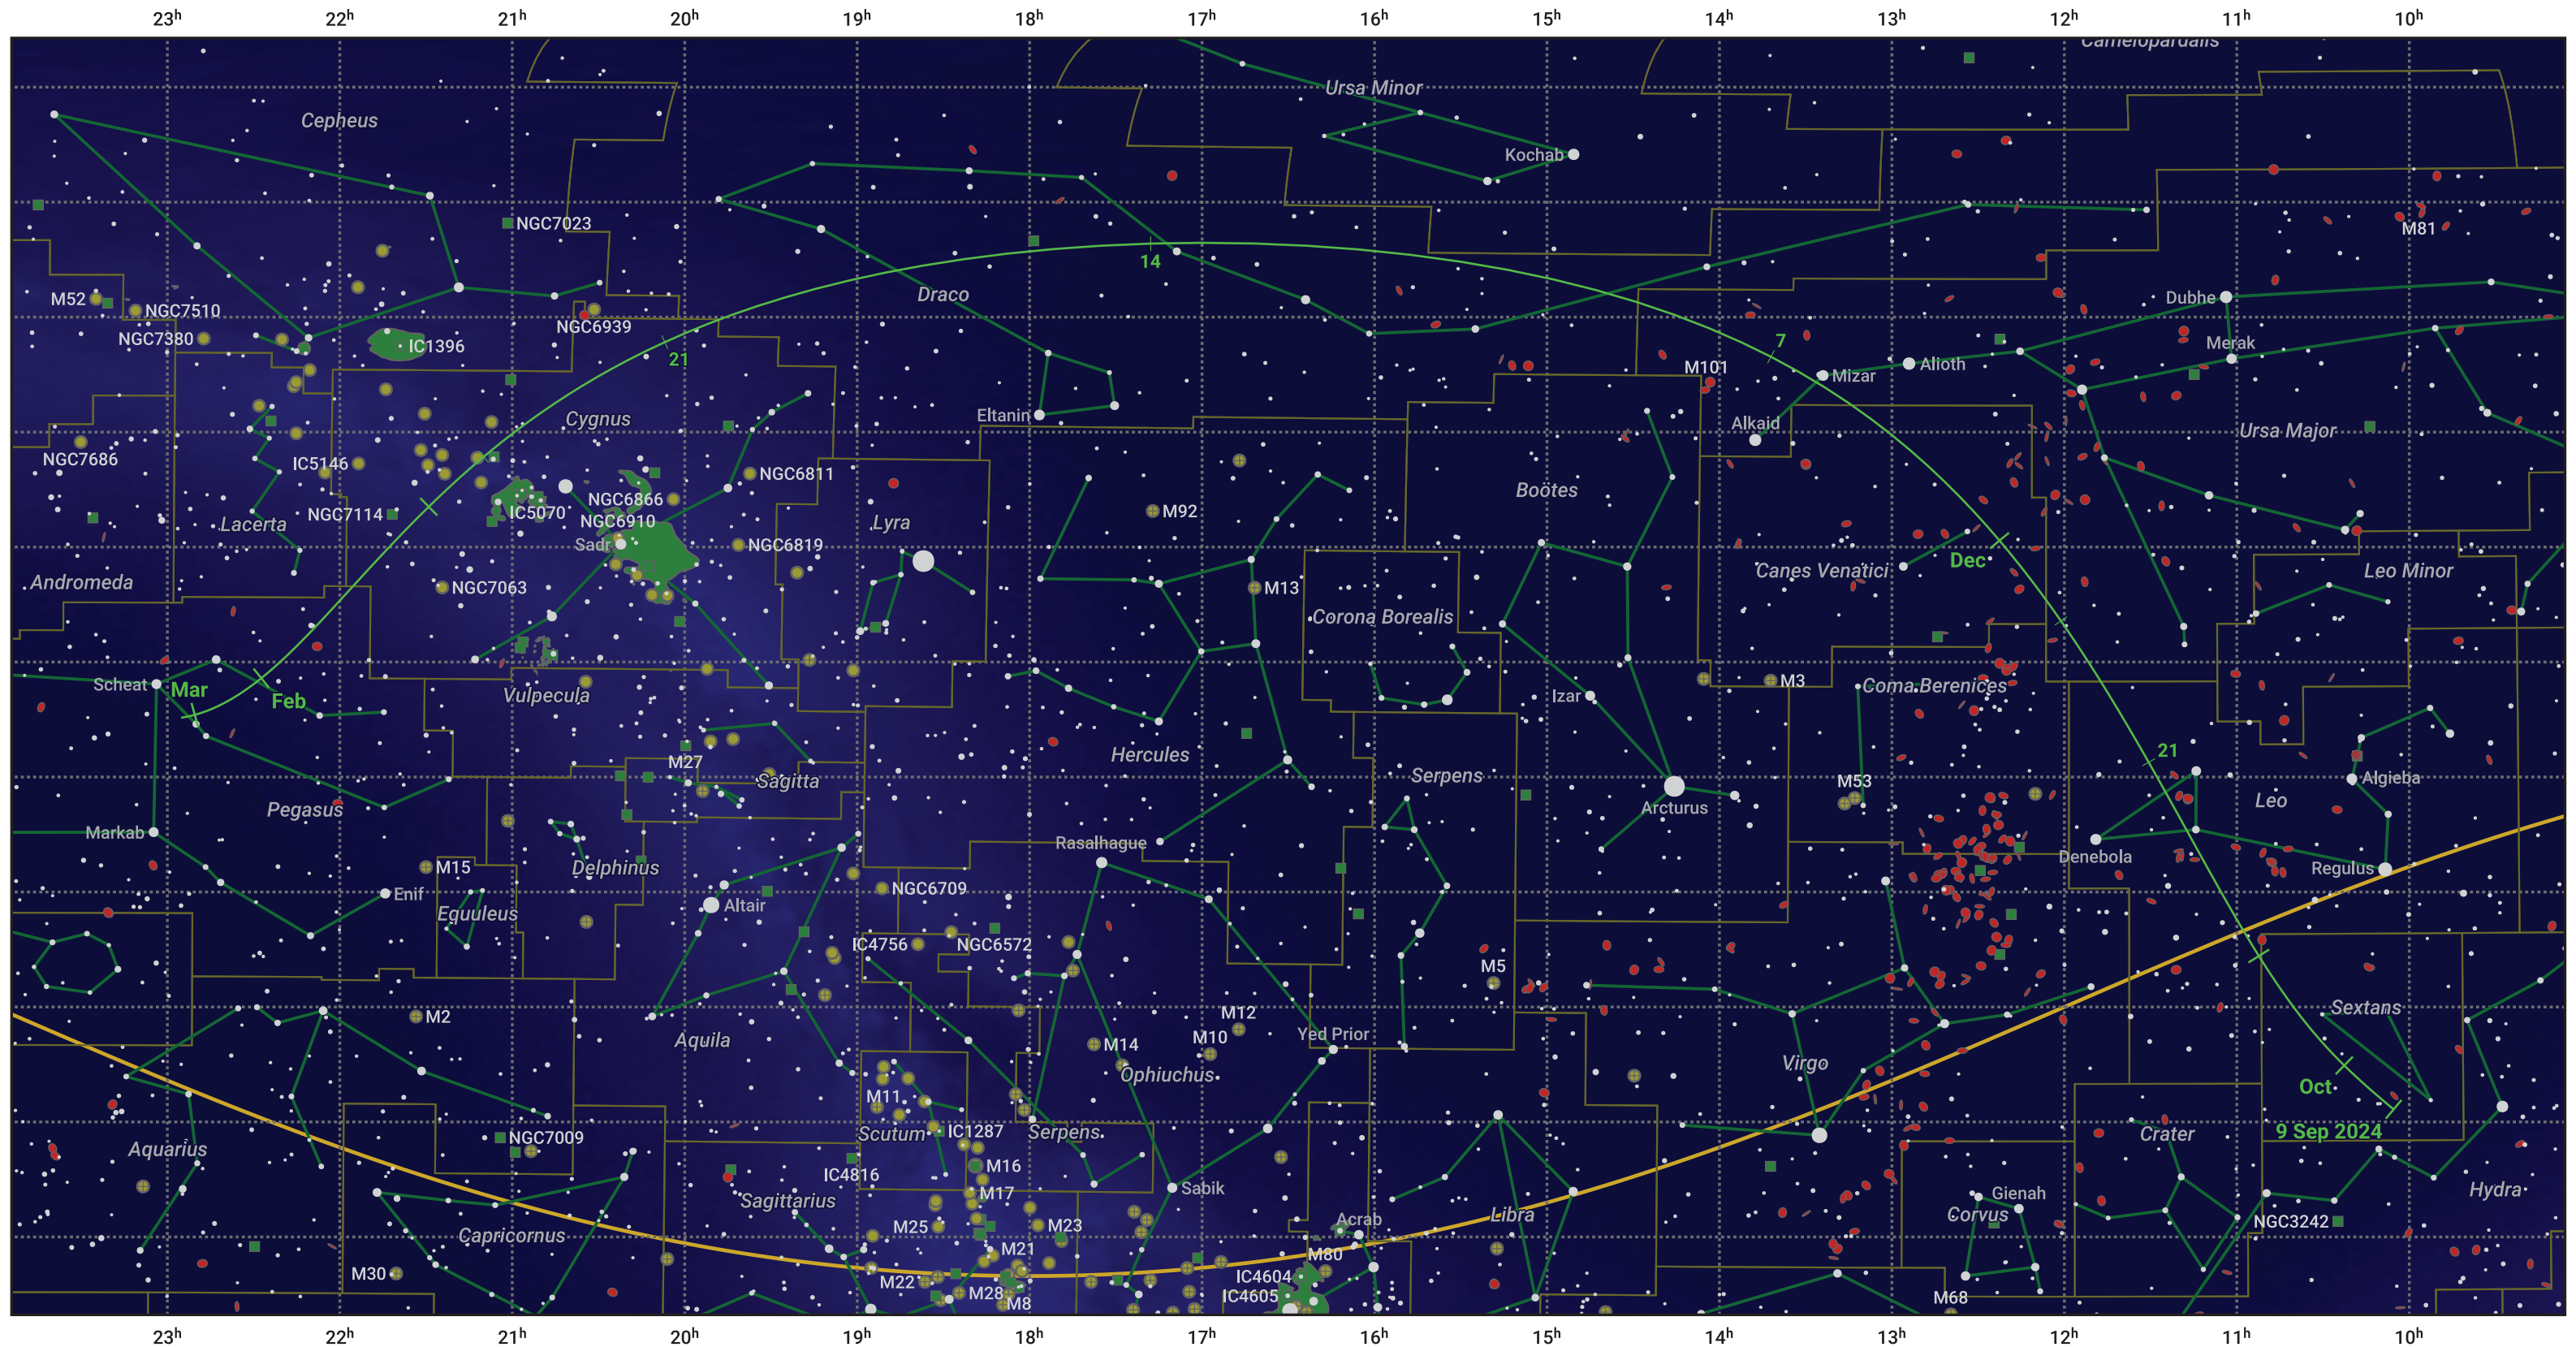 23h 22h 21h 20h 19h 18h 17h 16h 15h 14h 13h 12h 11h 10h
Camelopardalis
Ursa Minor
Cepheus
Kochab
NGC7023
M81
14
Draco
Dubhe
M52
NGC7510
NGC6939
NGC7380
IC1396
21
7
Merak
M101
Mizar
Alioth
Eltanin
Cygnus
Alkaid
Ursa Major
NGC7686
IC5146
NGC6811
Boötes
NGC6866
NGC7114
IC5070
M92
NGC6910
Lacerta
Lyra
Sadr
NGC6819
Dec
Canes Venatici
Leo Minor
Andromeda
NGC7063
M13
Corona Borealis
Scheat
Mar
Feb
Vulpecula
Izar
M3
Coma Berenices
21
Hercules
M27
Sagitta
Serpens
Algieba
M53
Leo
Pegasus
Arcturus
Markab
Rasalhague
Denebola
M15
Delphinus
Regulus
Enif
NGC6709
Altair
Equuleus
IC4756
NGC6572
M5
Sextans
M2
M12
Aquila
M10
Yed Prior
M14
Virgo
Ophiuchus
Oct
M11
9 Sep 2024
Scutum
IC1287
Serpens
Crater
NGC7009
Aquarius
M16
IC4816
Sabik
Hydra
M17
Gienah
Sagittarius
Libra
Corvus
Acrab
NGC3242
M25
M23
Capricornus
M21
M80
M30
M22
IC4604
M28
IC4605
M68
M8
23h 22h 21h 20h 19h 18h 17h 16h 15h 14h 13h 12h 11h 10h